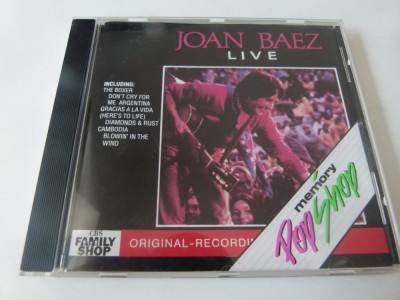 JOAN BAEZ
LIVE
INCLUDING:
THE BOXER
DON'T CRY FOR
ME ARGENTINA
GRACIAS A LA VIDA
(HERE'S TO LIFE)
DIAMONDS & RUST
CAMBODIA
BLOWIN' IN THE
WIND
memory
Pop Shop
CBS
FAMILY
SHOP
ORIGINAL-RECORDIN